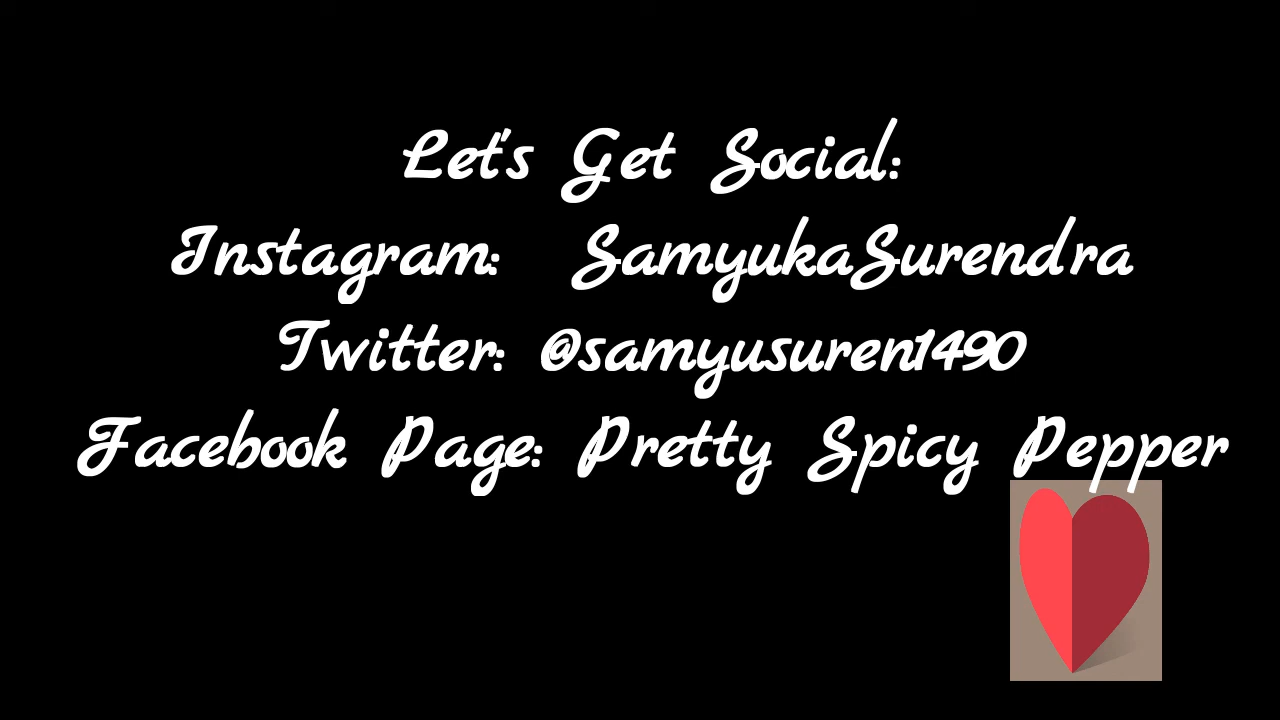 Let's Get Social:
Instagram: SamyukaSurendra
Twitter: @samyusuren1490
Facebook Page: Pretty Spicy Pepper